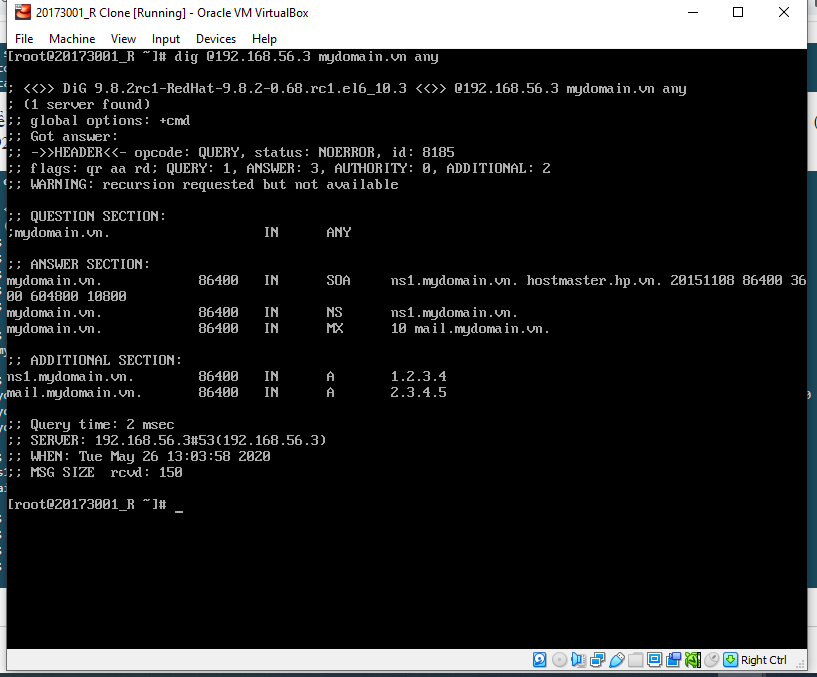 20173001_R Clone [Running] - Oracle VM VirtualBox
File Machine View Input Devices Help
[root@20173001_R ~]# dig @192.168.56.3 mydomain.vn any
; <<>> DiG 9.8.2rc1-RedHat-9.8.2-0.68.rc1.el6_10.3 <<>> @192.168.56.3 mydomain.vn any
; (1 server found)
;; global options: +cmd
;; Got answer:
;; ->>HEADER<<- opcode: QUERY, status: NOERROR, id: 8185
;; flags: qr aa rd; QUERY: 1, ANSWER: 3, AUTHORITY: 0, ADDITIONAL: 2
;; WARNING: recursion requested but not available
;; QUESTION SECTION:
;mydomain.vn. IN ANY
;; ANSWER SECTION:
mydomain.vn. 86400 IN SOA ns1.mydomain.vn. hostmaster.hp.vn. 20151108 86400 36
00 604800 10800
mydomain.vn. 86400 IN NS ns1.mydomain.vn.
mydomain.vn. 86400 IN MX 10 mail.mydomain.vn.
;; ADDITIONAL SECTION:
ns1.mydomain.vn. 86400 IN A 1.2.3.4
mail.mydomain.vn. 86400 IN A 2.3.4.5
;; Query time: 2 msec
;; SERVER: 192.168.56.3#53(192.168.56.3)
;; WHEN: Tue May 26 13:03:58 2020
;; MSG SIZE rcvd: 150
[root@20173001_R ~]# _
Right Ctrl